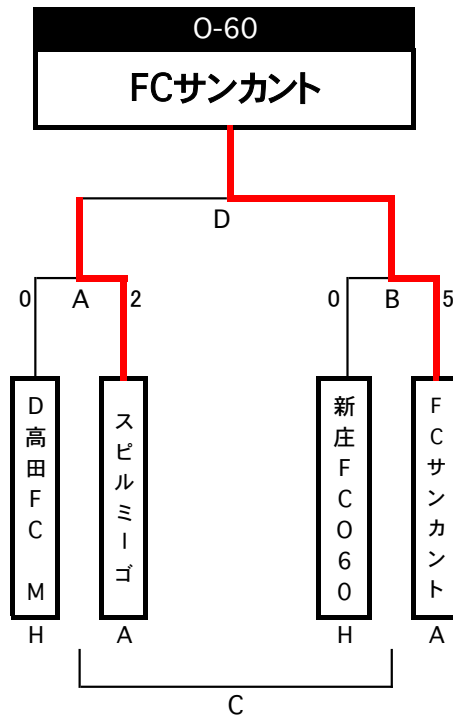 O-60
FCサンカント
D
0 A 2
0 B 5
D高田FC M
スピルミーゴ
新庄FCO60
FCサンカント
H
A
H
A
C